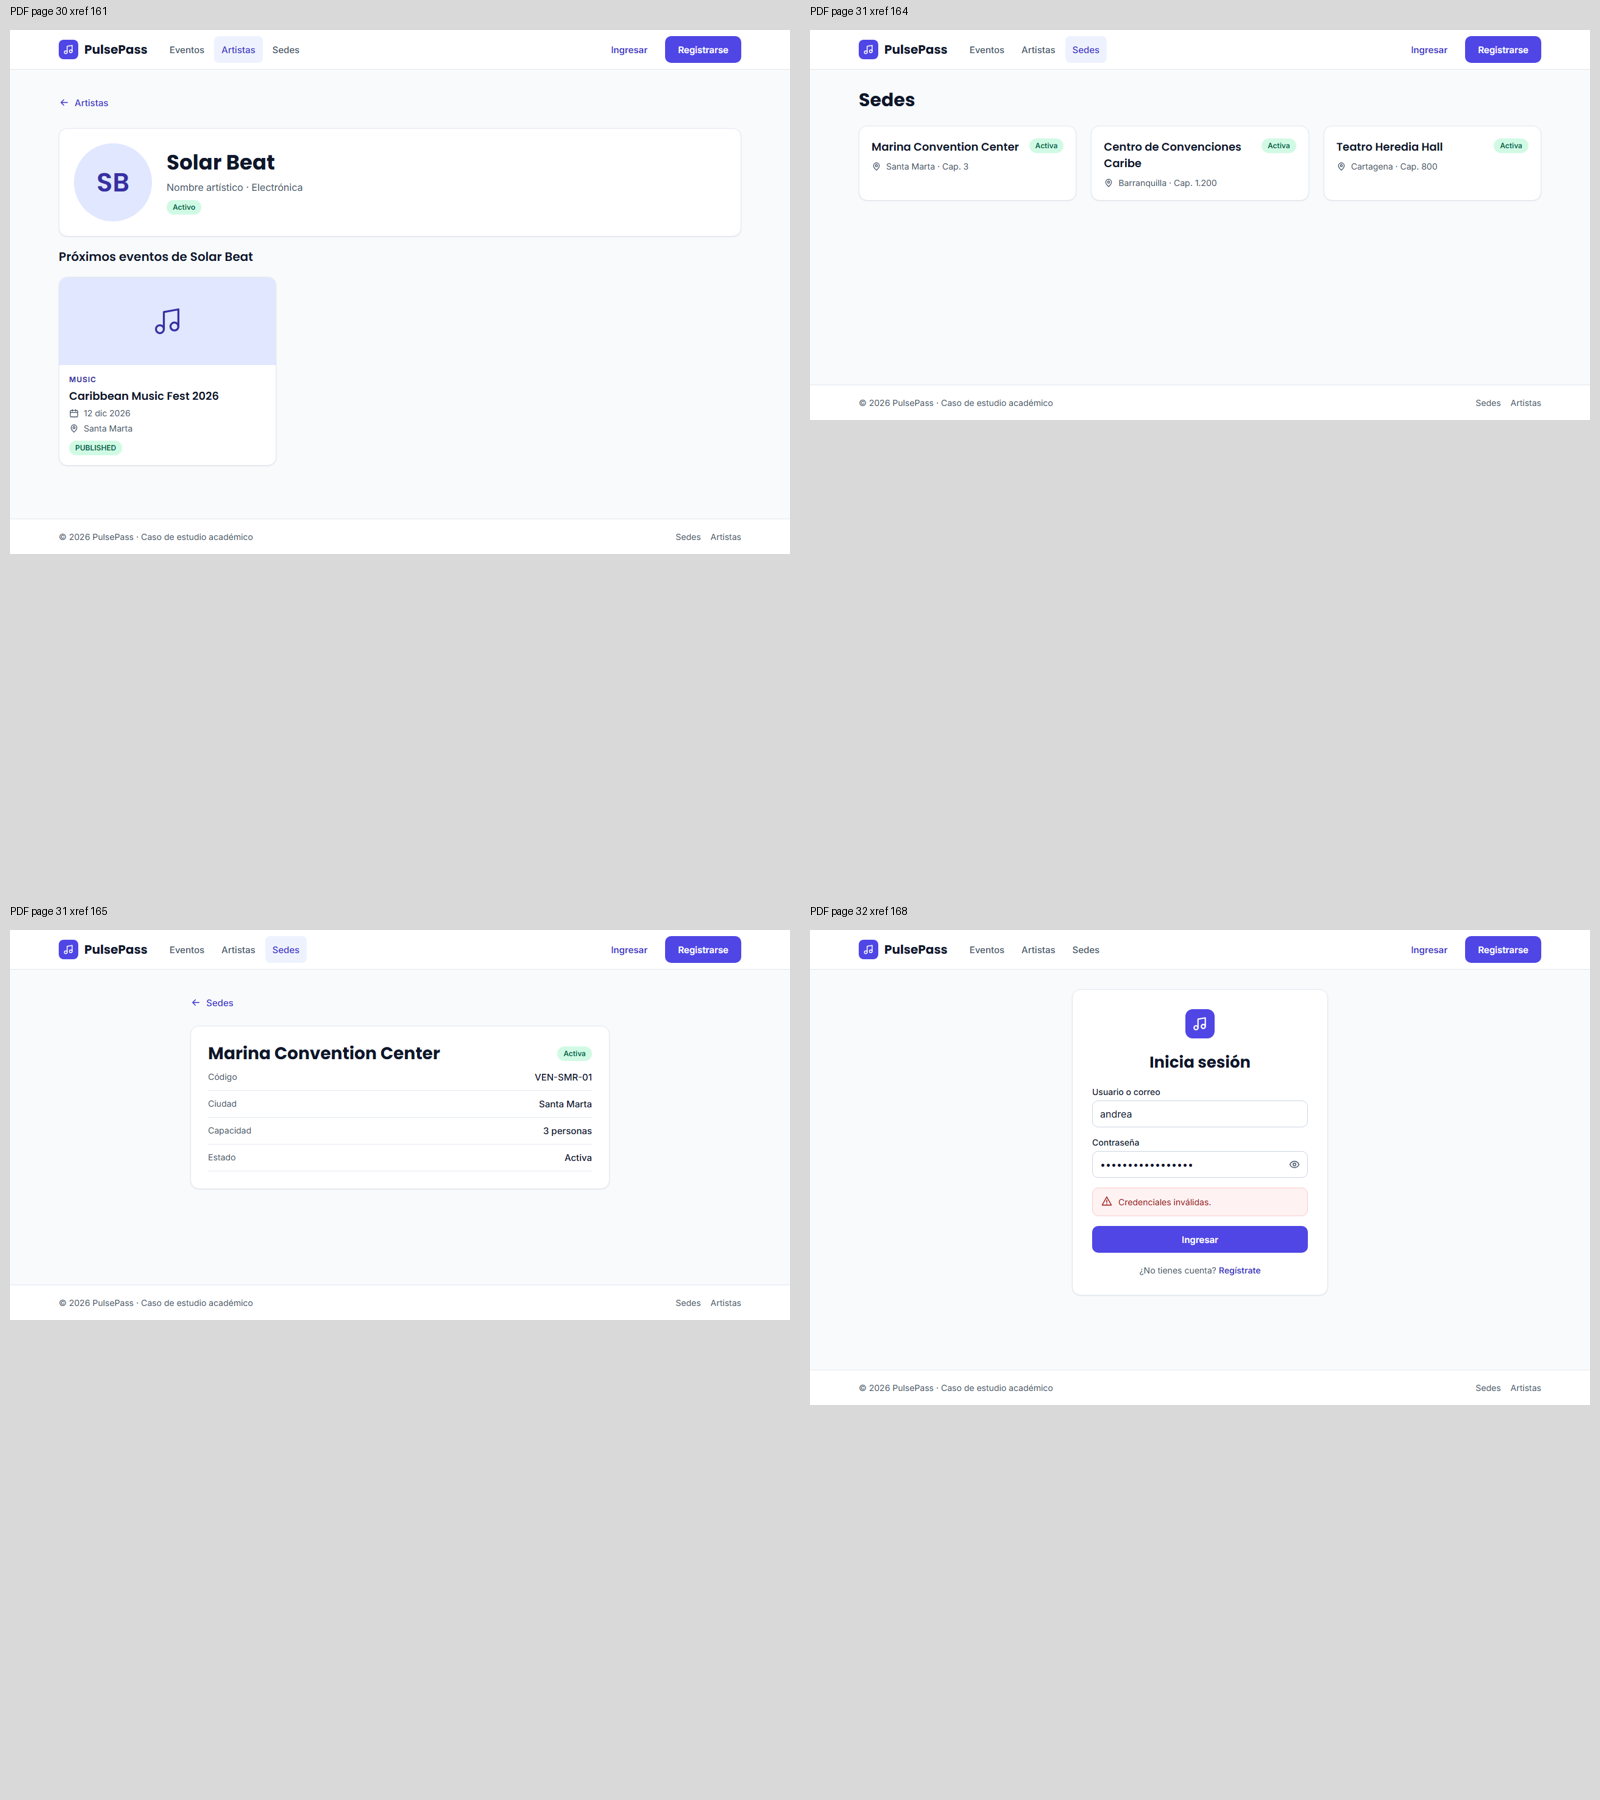 PDF page 30 xref 161
PulsePass Eventos Artistas Sedes Ingresar Registrarse
← Artistas
SB
Solar Beat
Nombre artístico · Electrónica
Activo
Próximos eventos de Solar Beat
MUSIC
Caribbean Music Fest 2026
12 dic 2026
Santa Marta
PUBLISHED
© 2026 PulsePass · Caso de estudio académico Sedes Artistas
PDF page 31 xref 164
PulsePass Eventos Artistas Sedes Ingresar Registrarse
Sedes
Marina Convention Center Activa
Santa Marta · Cap. 3
Centro de Convenciones Activa
Caribe
Barranquilla · Cap. 1.200
Teatro Heredia Hall Activa
Cartagena · Cap. 800
© 2026 PulsePass · Caso de estudio académico Sedes Artistas
PDF page 31 xref 165
PulsePass Eventos Artistas Sedes Ingresar Registrarse
← Sedes
Marina Convention Center Activa
Código VEN-SMR-01
Ciudad Santa Marta
Capacidad 3 personas
Estado Activa
© 2026 PulsePass · Caso de estudio académico Sedes Artistas
PDF page 32 xref 168
PulsePass Eventos Artistas Sedes Ingresar Registrarse
Inicia sesión
Usuario o correo
andrea
Contraseña
•••••••••••••••••
Credenciales inválidas.
Ingresar
¿No tienes cuenta? Regístrate
© 2026 PulsePass · Caso de estudio académico Sedes Artistas